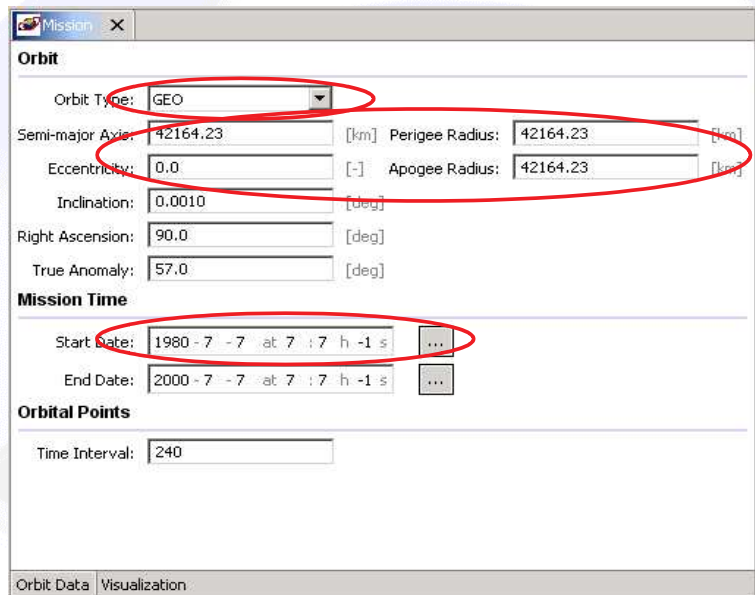 Mission X
Orbit
Orbit Type: GEO
Semi-major Axis: 42164.23 [km] Perigee Radius: 42164.23 [km]
Eccentricity: 0.0 [-] Apogee Radius: 42164.23 [km]
Inclination: 0.0010 [deg]
Right Ascension: 90.0 [deg]
True Anomaly: 57.0 [deg]
Mission Time
Start Date: 1980 - 7 - 7 at 7 : 7 h -1 s ...
End Date: 2000 - 7 - 7 at 7 : 7 h -1 s ...
Orbital Points
Time Interval: 240
Orbit Data Visualization